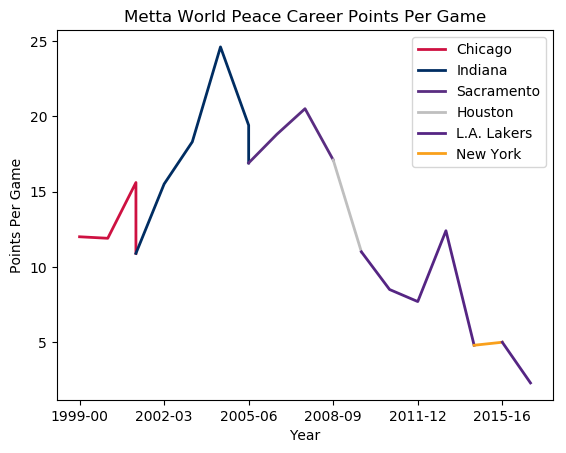 Metta World Peace Career Points Per Game
25
20
15
10
5
Points Per Game
Chicago
Indiana
Sacramento
Houston
L.A. Lakers
New York
1999-00 2002-03 2005-06 2008-09 2011-12 2015-16
Year